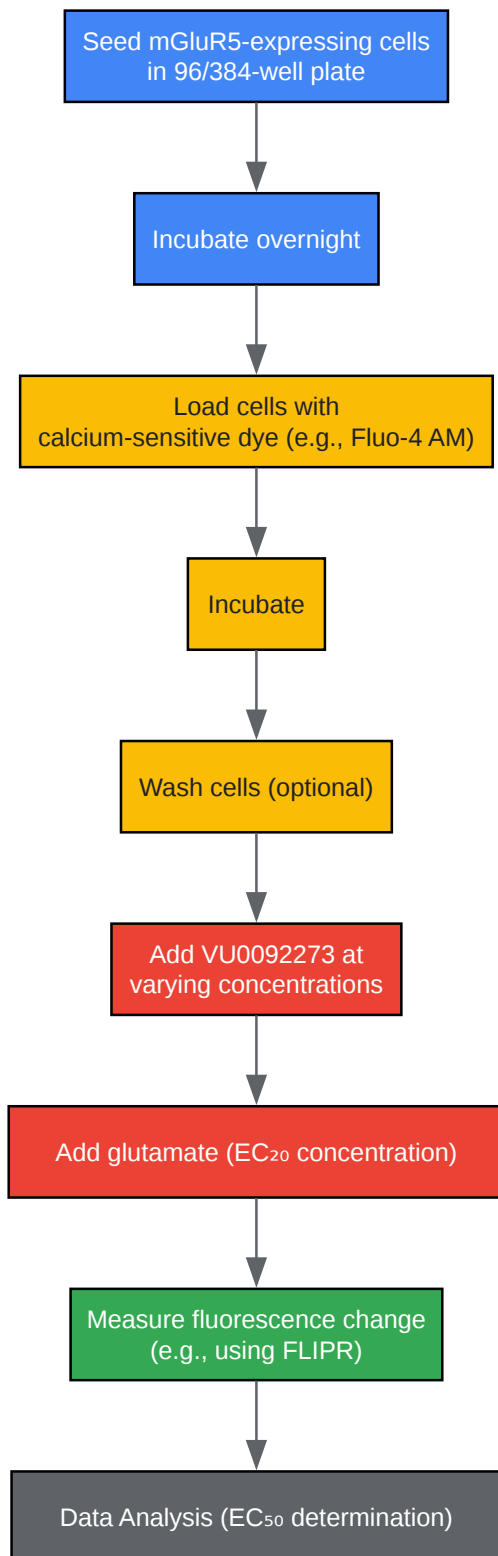 Seed mGluR5-expressing cells
in 96/384-well plate
Incubate overnight
Load cells with
calcium-sensitive dye (e.g., Fluo-4 AM)
Incubate
Wash cells (optional)
Add VU0092273 at
varying concentrations
Add glutamate (EC₂₀ concentration)
Measure fluorescence change
(e.g., using FLIPR)
Data Analysis (EC₅₀ determination)